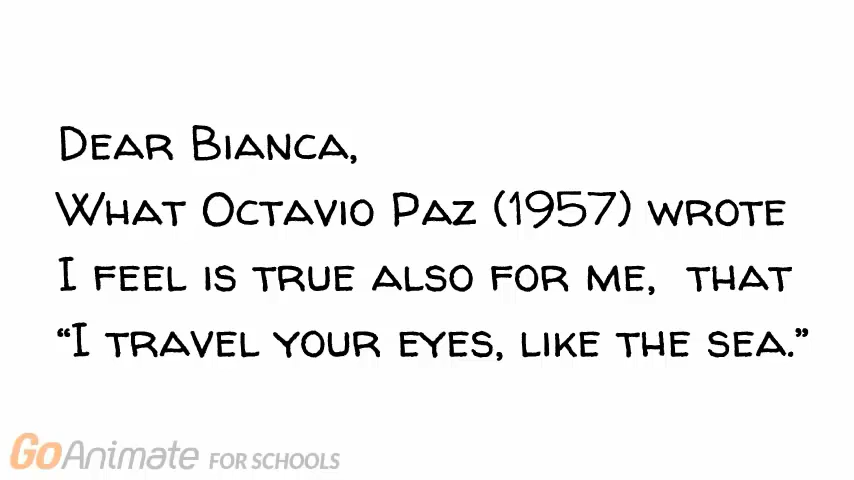 Dear Bianca,
What Octavio Paz (1957) wrote
I feel is true also for me, that
“I travel your eyes, like the sea.”
GoAnimate FOR SCHOOLS